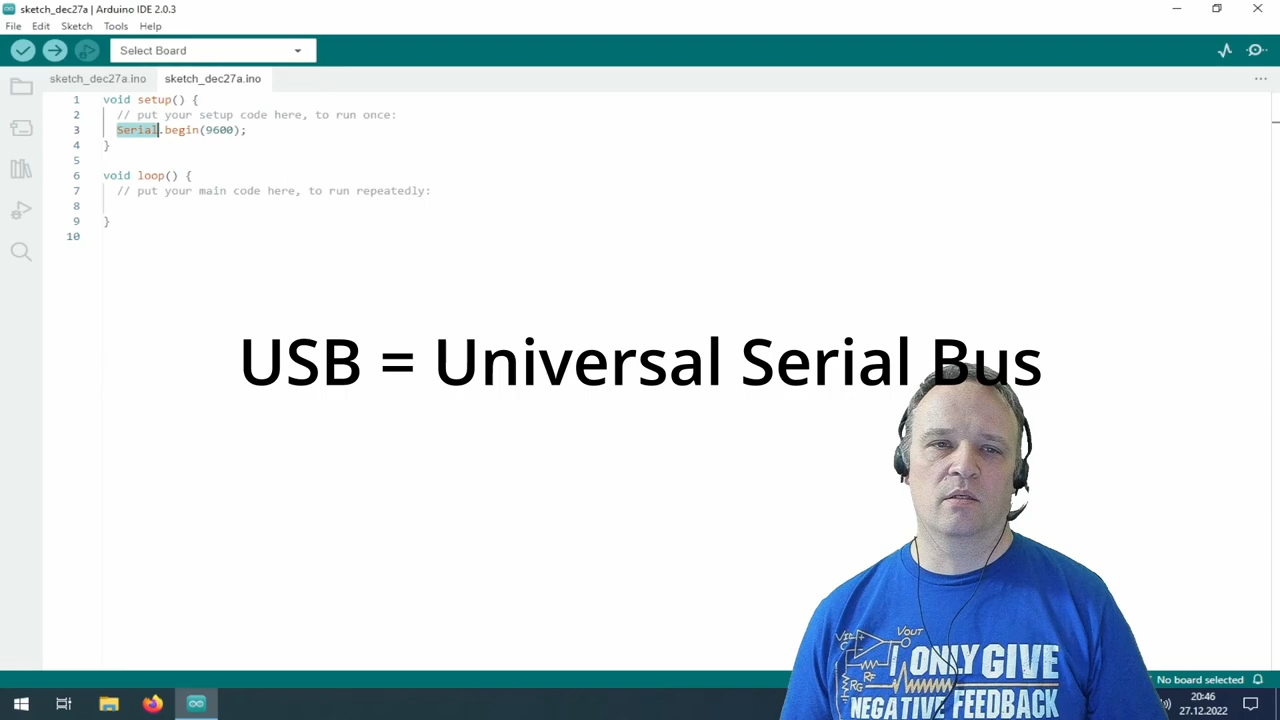 sketch_dec27a | Arduino IDE 2.0.3
File Edit Sketch Tools Help
Select Board
sketch_dec27a.ino sketch_dec27a.ino
1 void setup() {
2 // put your setup code here, to run once:
3 Serial.begin(9600);
4 }
5
6 void loop() {
7 // put your main code here, to run repeatedly:
8
9 }
10
USB = Universal Serial Bus
VOUT
I ONLY GIVE
RF
RG
NEGATIVE FEEDBACK
No board selected
20:46
27.12.2022